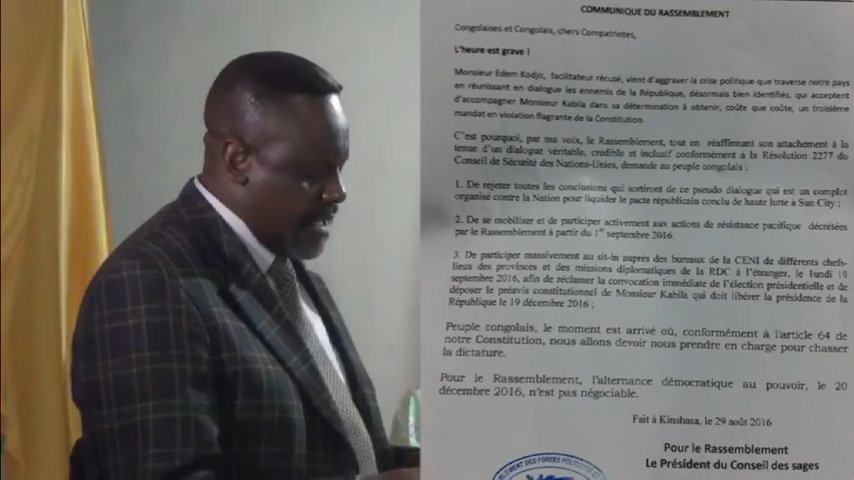 COMMUNIQUE DU RASSEMBLEMENT
Congolaises et Congolais, chers Compatriotes,
L'heure est grave !
Monsieur Edem Kodjo, facilitateur récusé, vient d'aggraver la crise politique que traverse notre pays
en réunissant en dialogue les ennemis de la République, désormais bien identifiés, qui acceptent
d'accompagner Monsieur Kabila dans sa détermination à obtenir, coûte que coûte, un troisième
mandat en violation flagrante de la Constitution.
C'est pourquoi, par ma voix, le Rassemblement, tout en réaffirmant son attachement à la
tenue d'un dialogue véritable, crédible et inclusif conformément à la Résolution 2277 du
Conseil de Sécurité des Nations-Unies, demande au peuple congolais :
1. De rejeter toutes les conclusions qui sortiront de ce pseudo dialogue qui est un complot
organisé contre la Nation pour liquider le pacte républicain conclu de haute lutte à Sun City ;
2. De se mobiliser et de participer activement aux actions de résistance pacifique décrétées
par le Rassemblement à partir du 1er septembre 2016.
3. De participer massivement au sit-in auprès des bureaux de la CENI de différents chefs-
lieux des provinces et des missions diplomatiques de la RDC à l'étranger, le lundi 19
septembre 2016, afin de réclamer la convocation immédiate de l'élection présidentielle et de
déposer le préavis constitutionnel de Monsieur Kabila qui doit libérer la présidence de la
République le 19 décembre 2016 ;
Peuple congolais, le moment est arrivé où, conformément à l'article 64 de
notre Constitution, nous allons devoir nous prendre en charge pour chasser
la dictature.
Pour le Rassemblement, l'alternance démocratique au pouvoir, le 20
décembre 2016, n'est pas négociable.
Fait à Kinshasa, le 29 août 2016
Pour le Rassemblement
Le Président du Conseil des sages